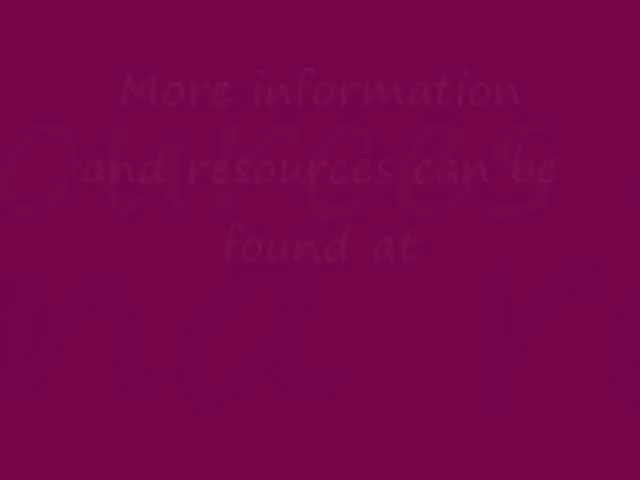 More information
and resources can be
found at